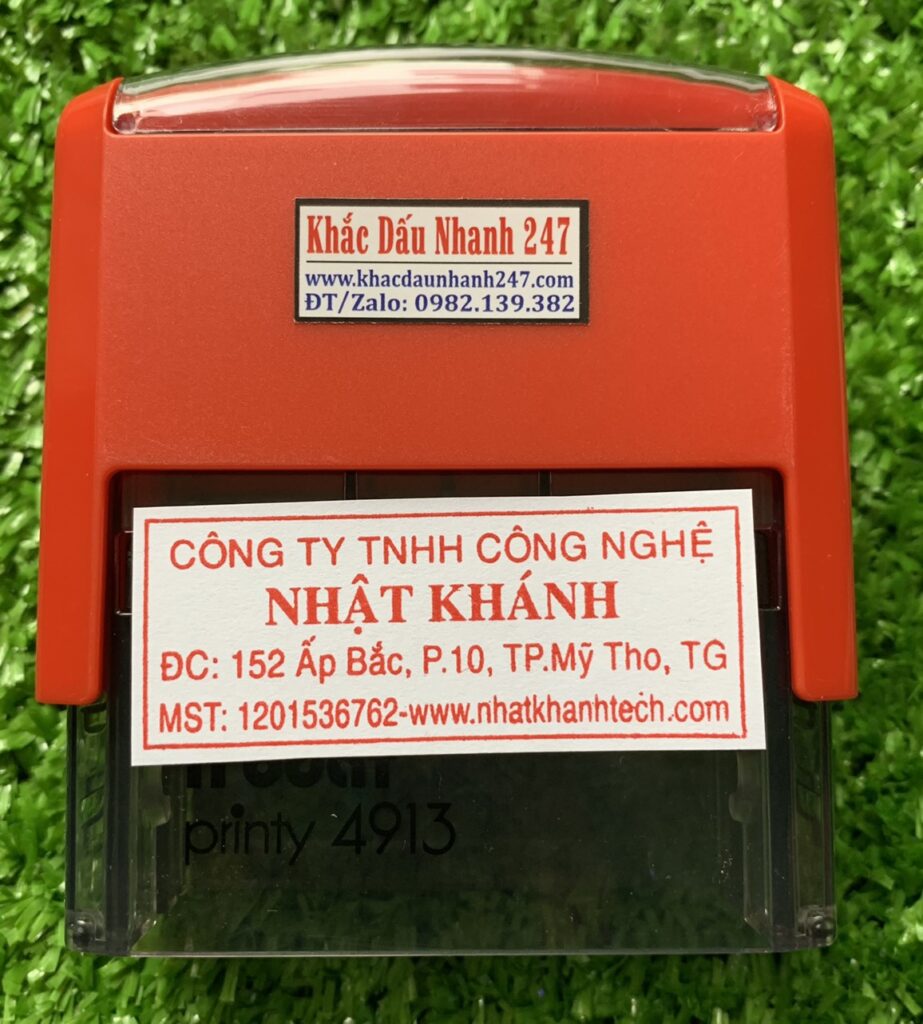 Khắc Dấu Nhanh 247
www.khacdaunhanh247.com
ĐT/Zalo: 0982.139.382
CÔNG TY TNHH CÔNG NGHỆ
NHẬT KHÁNH
ĐC: 152 Ấp Bắc, P.10, TP.Mỹ Tho, TG
MST: 1201536762-www.nhatkhanhtech.com
printy 4913